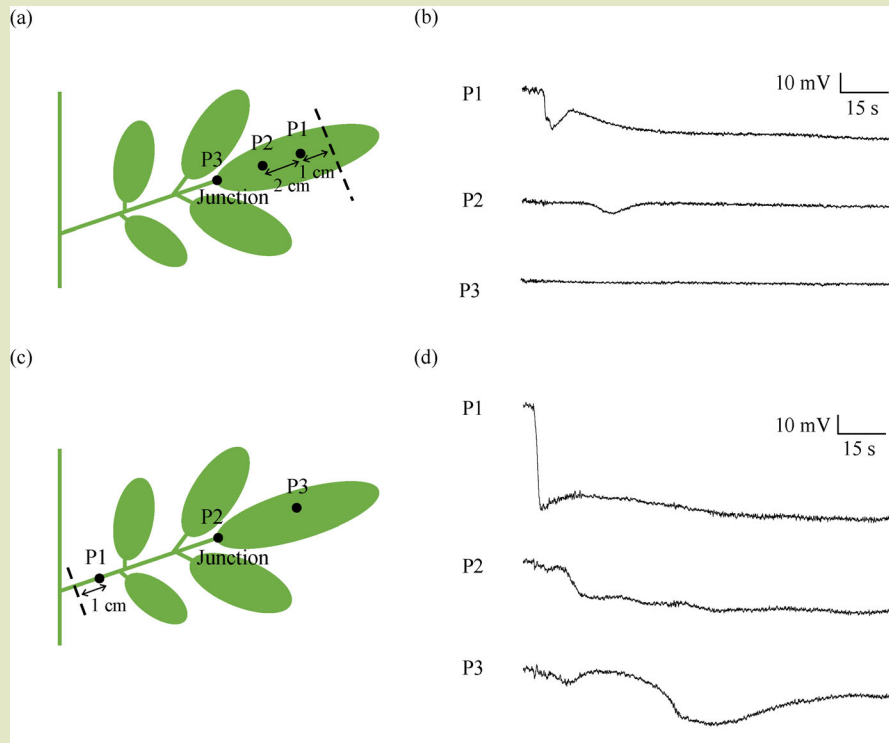 (a)
P1
P2
P3
1 cm
2 cm
Junction
(b)
P1
10 mV
15 s
P2
P3
(c)
P3
P2
Junction
P1
1 cm
(d)
P1
10 mV
15 s
P2
P3